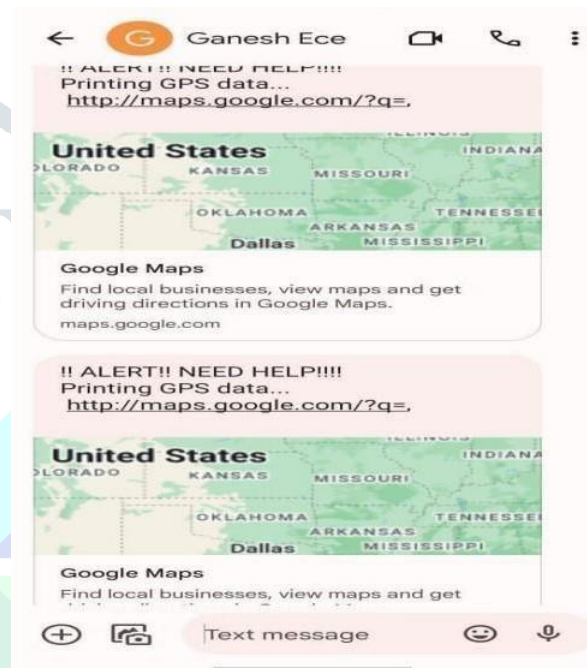 G Ganesh Ece
!! ALERT!! NEED HELP!!!!
Printing GPS data...
http://maps.google.com/?q=,
United States
INDIANA
KANSAS
MISSOURI
OKLAHOMA
TENNESSE
ARKANSAS
Dallas MISSISSIPPI
Google Maps
Find local businesses, view maps and get
driving directions in Google Maps.
maps.google.com
!! ALERT!! NEED HELP!!!!
Printing GPS data...
http://maps.google.com/?q=,
United States
INDIANA
LORADO KANSAS
MISSOURI
OKLAHOMA
TENNESSE
ARKANSAS
Dallas MISSISSIPPI
Google Maps
Find local businesses, view maps and get
Text message